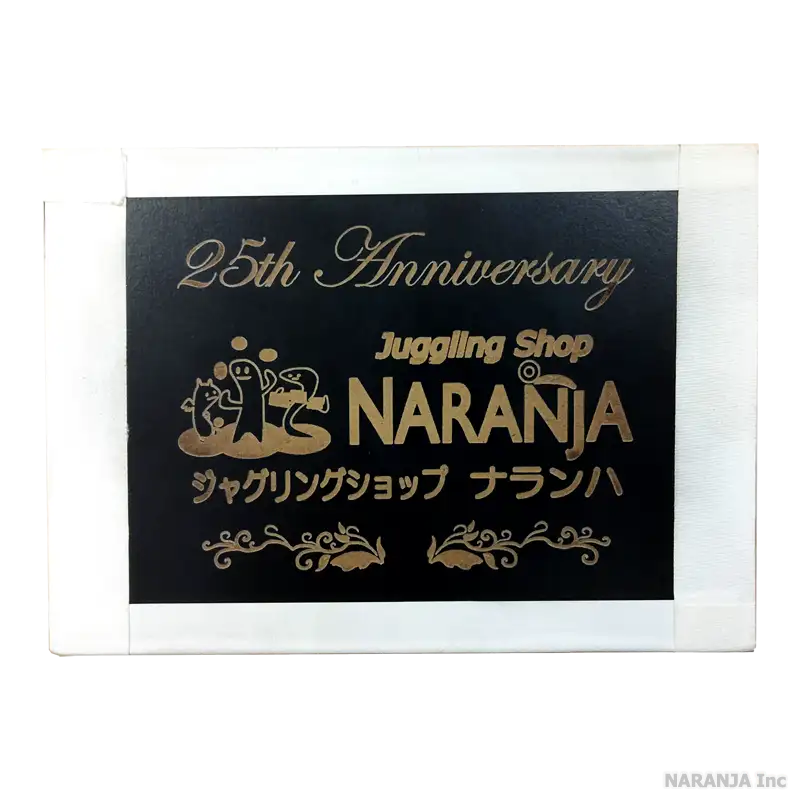 25th Anniversary
Juggling Shop
NARANJA
ジャグリングショップ ナランハ
NARANJA Inc